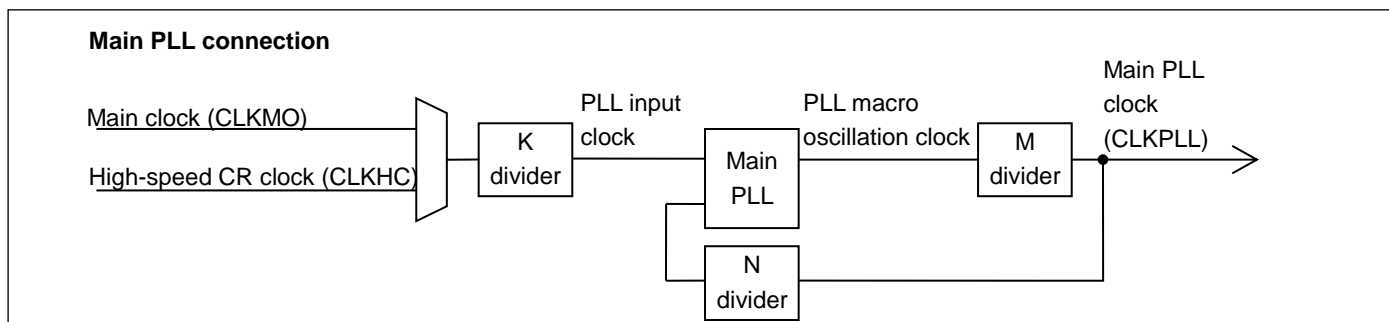 Main PLL connection
Main clock (CLKMO)
High-speed CR clock (CLKHC)
K
divider
PLL input
clock
Main
PLL
PLL macro
oscillation clock
M
divider
Main PLL
clock
(CLKPLL)
N
divider